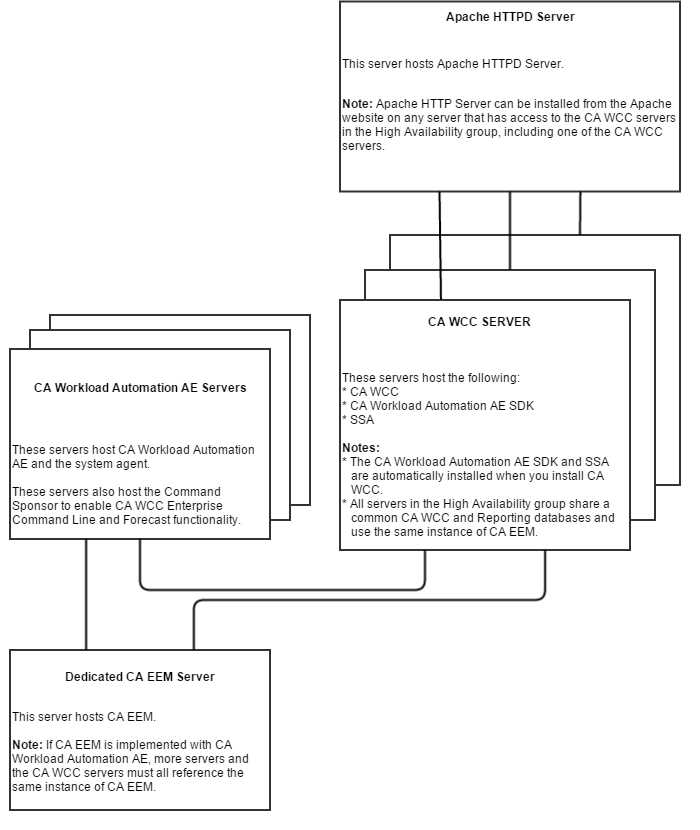 Apache HTTPD Server
This server hosts Apache HTTPD Server.
Note: Apache HTTP Server can be installed from the Apache
website on any server that has access to the CA WCC servers
in the High Availability group, including one of the CA WCC
servers.
CA WCC SERVER
These servers host the following:
* CA WCC
* CA Workload Automation AE SDK
* SSA
Notes:
* The CA Workload Automation AE SDK and SSA
are automatically installed when you install CA
WCC.
* All servers in the High Availability group share a
common CA WCC and Reporting databases and
use the same instance of CA EEM.
CA Workload Automation AE Servers
These servers host CA Workload Automation
AE and the system agent.
These servers also host the Command
Sponsor to enable CA WCC Enterprise
Command Line and Forecast functionality.
Dedicated CA EEM Server
This server hosts CA EEM.
Note: If CA EEM is implemented with CA
Workload Automation AE, more servers and
the CA WCC servers must all reference the
same instance of CA EEM.